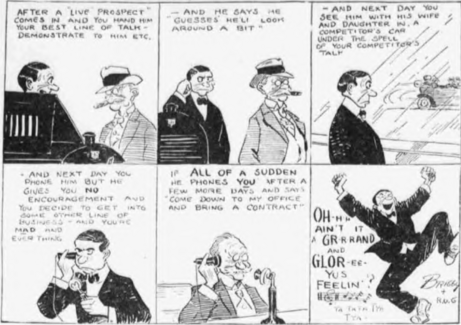 AFTER A "LIVE PROSPECT"
COMES IN AND YOU HAND HIM
YOUR BEST LINE OF TALK -
DEMONSTRATE TO HIM ETC.
- AND HE SAYS HE
"GUESSES HE'LL LOOK
AROUND A BIT"
- AND NEXT DAY YOU
SEE HIM WITH HIS WIFE
AND DAUGHTER IN A
COMPETITOR'S CAR
UNDER THE SPELL
OF YOUR COMPETITOR'S
TALK
- AND NEXT DAY YOU
PHONE HIM BUT HE
GIVES YOU NO
ENCOURAGEMENT AND
YOU DECIDE TO GET INTO
SOME OTHER LINE OF
BUSINESS - AND YOU'RE
MAD AND
EVERYTHING
IF ALL OF A SUDDEN
HE PHONES YOU AFTER A
FEW MORE DAYS AND SAYS
"COME DOWN TO MY OFFICE
AND BRING A CONTRACT"
OH-H-H
AIN'T IT
A GR-R-HAND
AND
GLOR-EE-
YUS
FEELIN'?